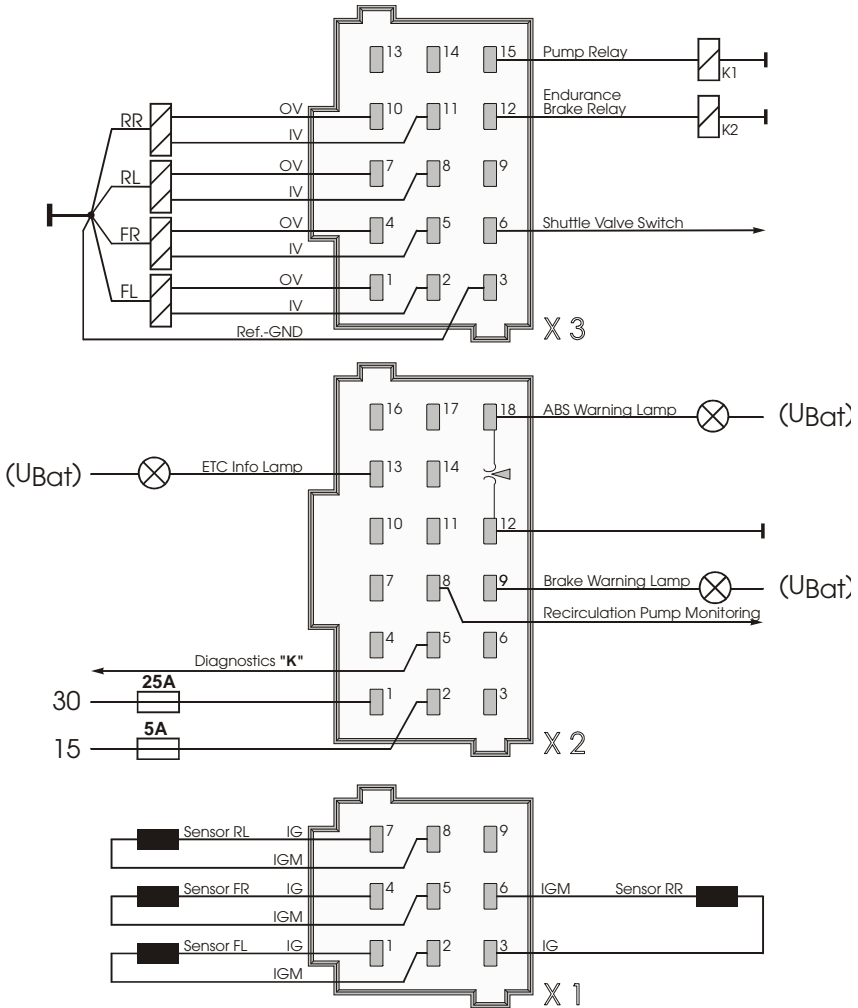 13 14 15 Pump Relay
K1
Endurance
Brake Relay
RR OV 10 11 12
IV K2
RL OV 7 8 9
IV
FR OV 4 5 6 Shuttle Valve Switch
IV
FL OV 1 2 3
IV
Ref.-GND
X 3
16 17 18 ABS Warning Lamp (UBat)
(UBat) ETC Info Lamp 13 14
10 11 12
7 8 9 Brake Warning Lamp (UBat)
Recirculation Pump Monitoring
4 5 6
Diagnostics "K"
30 25A 1 2 3
15 5A
X 2
Sensor RL IG 7 8 9
IGM
Sensor FR IG 4 5 6 IGM Sensor RR
IGM
Sensor FL IG 1 2 3 IG
IGM
X 1